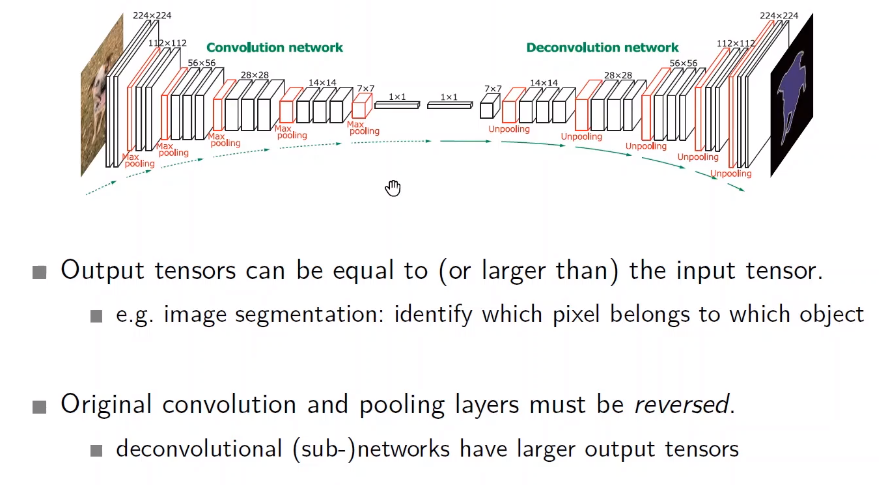 224×224
112×112
56×56
28×28
14×14
7×7
1×1
1×1
7×7
14×14
28×28
56×56
112×112
224×224
Convolution network
Deconvolution network
Max
pooling
Max
pooling
Max
pooling
Max
pooling
Max
pooling
Unpooling
Unpooling
Unpooling
Unpooling
Unpooling
Output tensors can be equal to (or larger than) the input tensor.
e.g. image segmentation: identify which pixel belongs to which object
Original convolution and pooling layers must be reversed.
deconvolutional (sub-)networks have larger output tensors